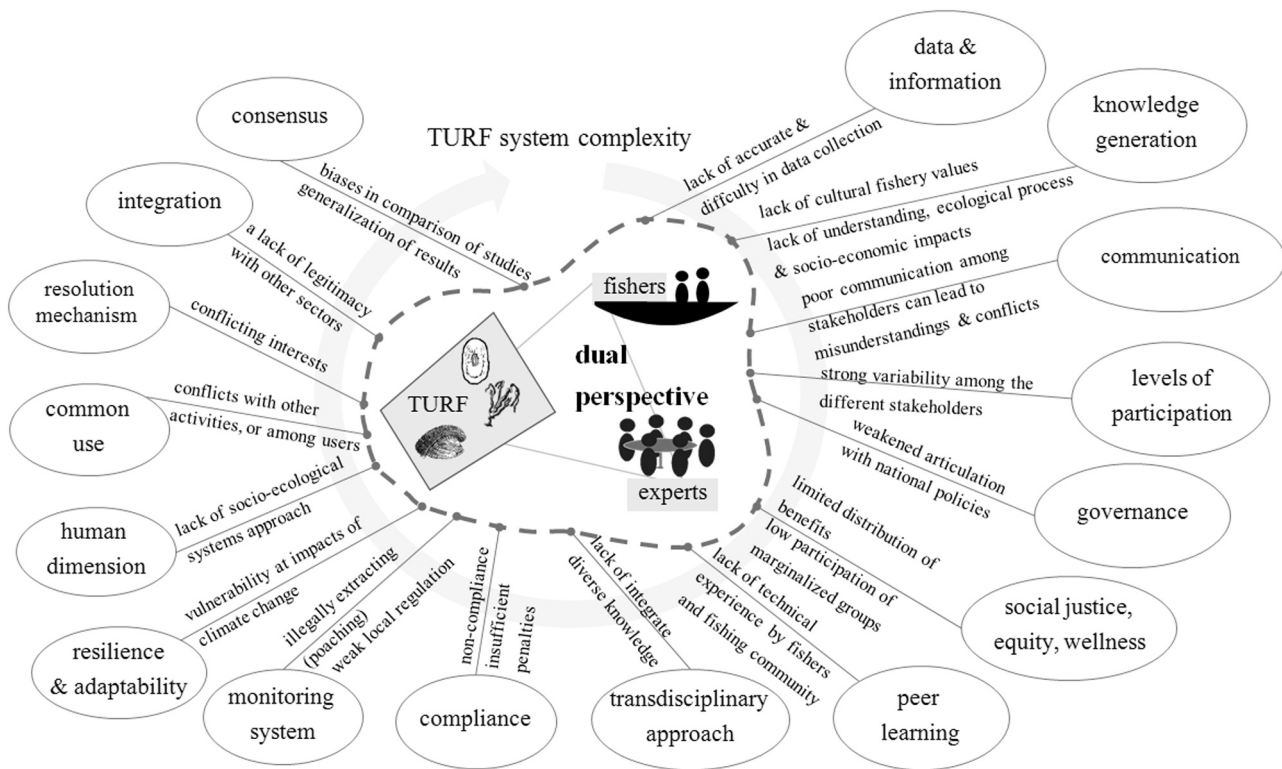 TURF system complexity
data &
information
lack of accurate &
diffculty in data collection
knowledge
generation
lack of cultural fishery values
lack of understanding, ecological process
& socio-economic impacts
communication
poor communication among
stakeholders can lead to
misunderstandings & conflicts
levels of
participation
strong variability among the
different stakeholders
governance
weakened articulation
with national policies
social justice,
equity, wellness
limited distribution of
benefits
low participation of
marginalized groups
peer
learning
lack of technical
experience by fishers
and fishing community
transdisciplinary
approach
lack of integrate
diverse knowledge
compliance
non-compliance
insufficient
penalties
monitoring
system
illegally extracting
(poaching)
weak local regulation
resilience
& adaptability
vulnerability at impacts of
climate change
human
dimension
lack of socio-ecological
systems approach
common
use
conflicts with other
activities, or among users
resolution
mechanism
conflicting interests
integration
a lack of legitimacy
with other sectors
consensus
biases in comparison of studies
generalization of results
fishers
dual
perspective
TURF
experts